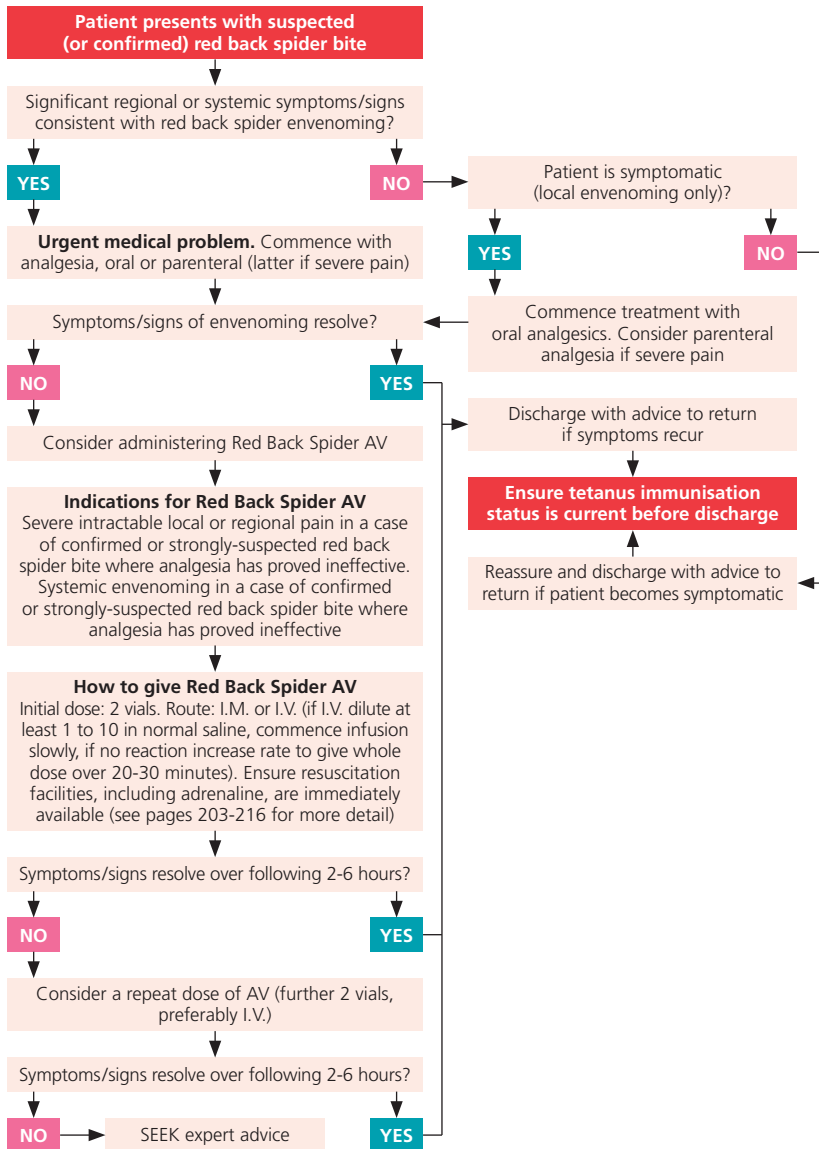 Patient presents with suspected
(or confirmed) red back spider bite
Significant regional or systemic symptoms/signs
consistent with red back spider envenoming?
YES
NO
Patient is symptomatic
(local envenoming only)?
YES
NO
Urgent medical problem. Commence with
analgesia, oral or parenteral (latter if severe pain)
Commence treatment with
oral analgesics. Consider parenteral
analgesia if severe pain
Symptoms/signs of envenoming resolve?
NO
YES
Discharge with advice to return
if symptoms recur
Consider administering Red Back Spider AV
Ensure tetanus immunisation
status is current before discharge
Reassure and discharge with advice to
return if patient becomes symptomatic
Indications for Red Back Spider AV
Severe intractable local or regional pain in a case
of confirmed or strongly-suspected red back
spider bite where analgesia has proved ineffective.
Systemic envenoming in a case of confirmed
or strongly-suspected red back spider bite where
analgesia has proved ineffective
How to give Red Back Spider AV
Initial dose: 2 vials. Route: I.M. or I.V. (if I.V. dilute at
least 1 to 10 in normal saline, commence infusion
slowly, if no reaction increase rate to give whole
dose over 20-30 minutes). Ensure resuscitation
facilities, including adrenaline, are immediately
available (see pages 203-216 for more detail)
Symptoms/signs resolve over following 2-6 hours?
NO
YES
Consider a repeat dose of AV (further 2 vials,
preferably I.V.)
Symptoms/signs resolve over following 2-6 hours?
NO
SEEK expert advice
YES